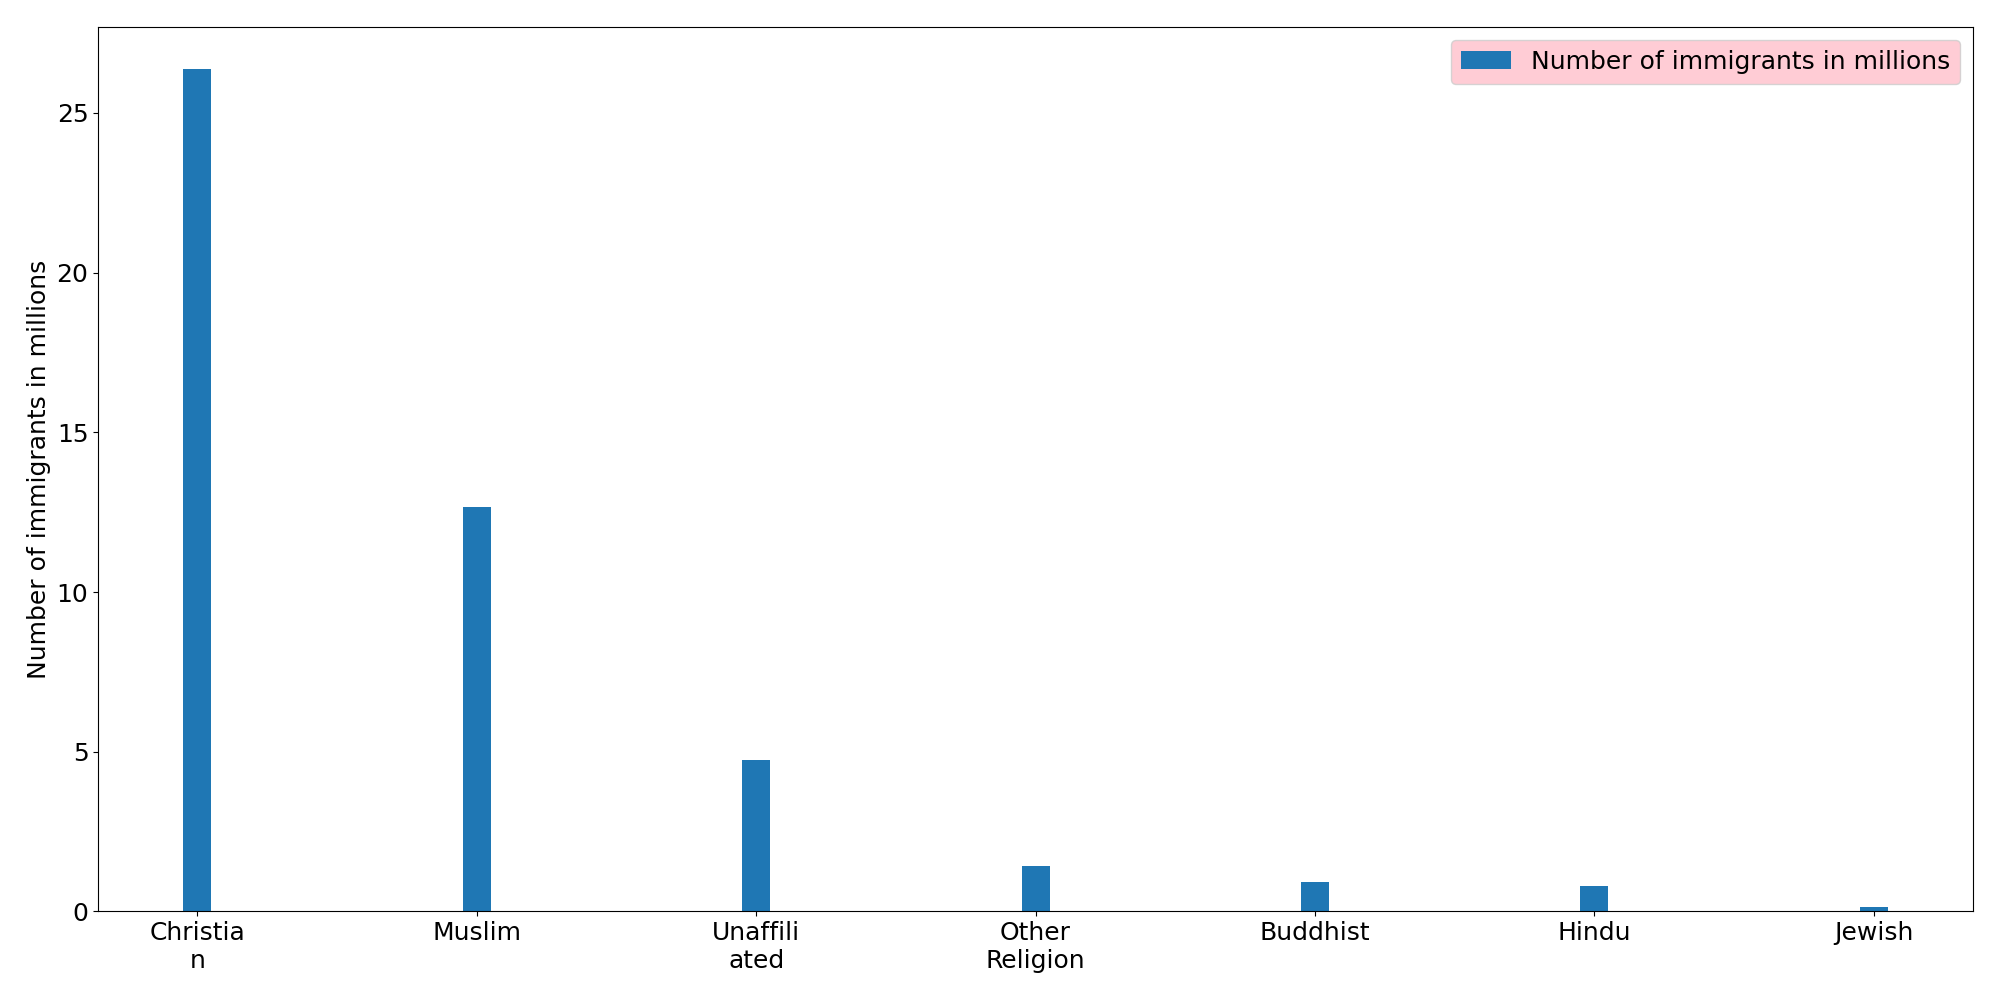 Number of immigrants in millions
Number of immigrants in millions
25
20
15
10
5
0
Christia
n
Muslim
Unaffili
ated
Other
Religion
Buddhist
Hindu
Jewish